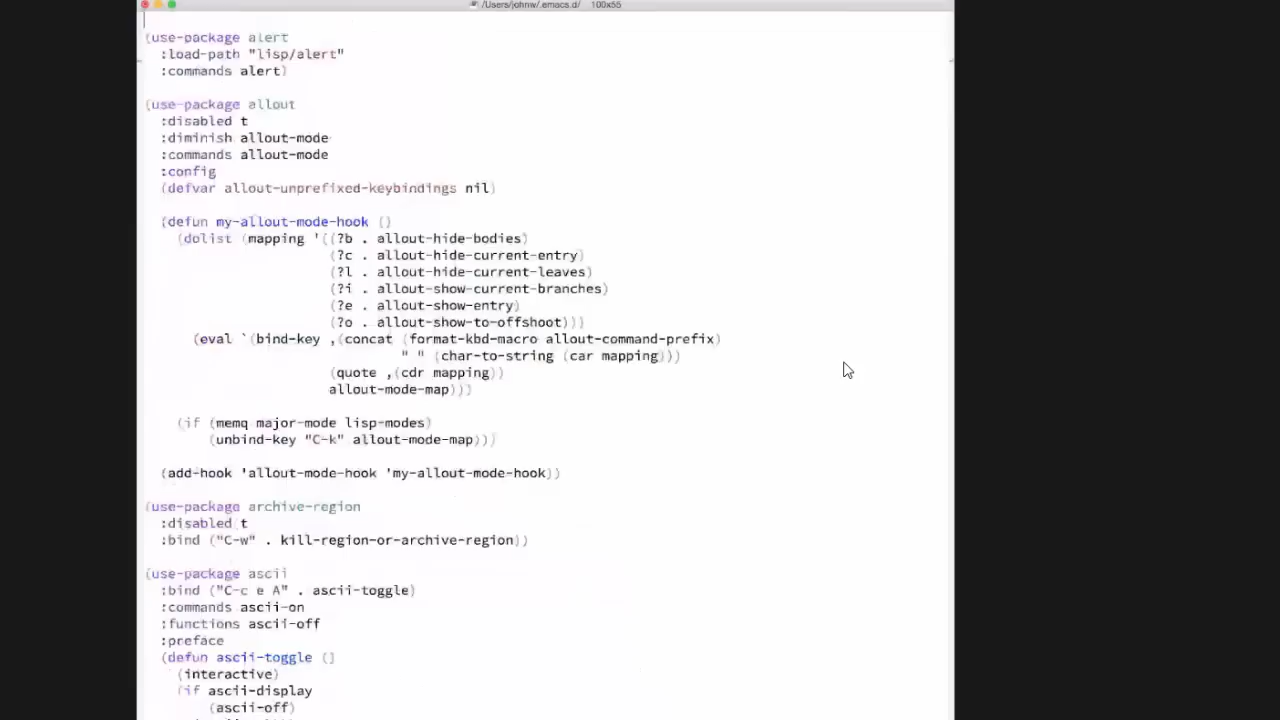 /Users/johnw/.emacs.d/ 100x55
(use-package alert
:load-path "lisp/alert"
:commands alert)
(use-package allout
:disabled t
:diminish allout-mode
:commands allout-mode
:config
(defvar allout-unprefixed-keybindings nil)
(defun my-allout-mode-hook ()
(dolist (mapping '((?b . allout-hide-bodies)
(?c . allout-hide-current-entry)
(?l . allout-hide-current-leaves)
(?i . allout-show-current-branches)
(?e . allout-show-entry)
(?o . allout-show-to-offshoot)))
(eval `(bind-key ,(concat (format-kbd-macro allout-command-prefix)
" " (char-to-string (car mapping)))
(quote ,(cdr mapping))
allout-mode-map)))
(if (memq major-mode lisp-modes)
(unbind-key "C-k" allout-mode-map)))
(add-hook 'allout-mode-hook 'my-allout-mode-hook))
(use-package archive-region
:disabled t
:bind ("C-w" . kill-region-or-archive-region))
(use-package ascii
:bind ("C-c e A" . ascii-toggle)
:commands ascii-on
:functions ascii-off
:preface
(defun ascii-toggle ()
(interactive)
(if ascii-display
(ascii-off)